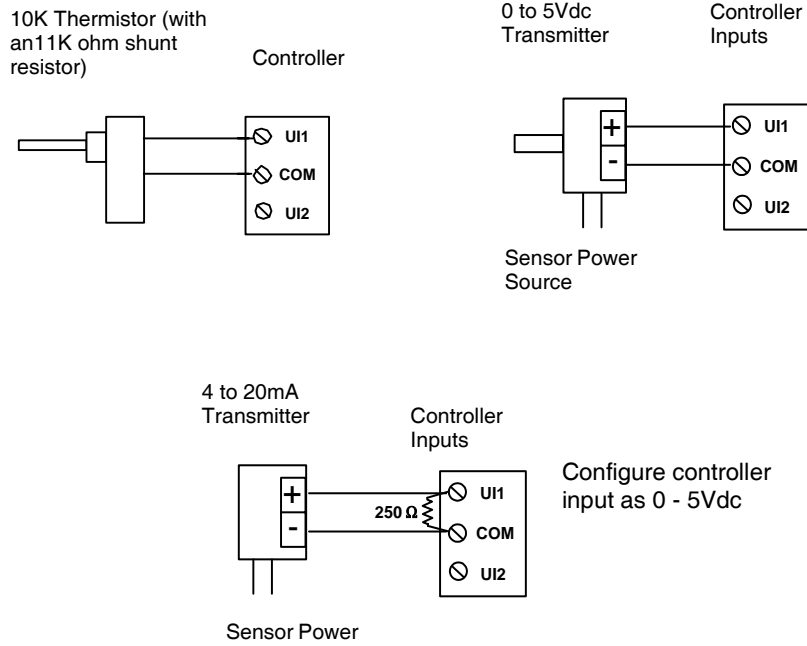 10K Thermistor (with
an11K ohm shunt
resistor)
Controller
UI1
COM
UI2
0 to 5Vdc
Transmitter
Controller
Inputs
+
-
UI1
COM
UI2
Sensor Power
Source
4 to 20mA
Transmitter
Controller
Inputs
+
-
250 Ω
UI1
COM
UI2
Configure controller
input as 0 - 5Vdc
Sensor Power